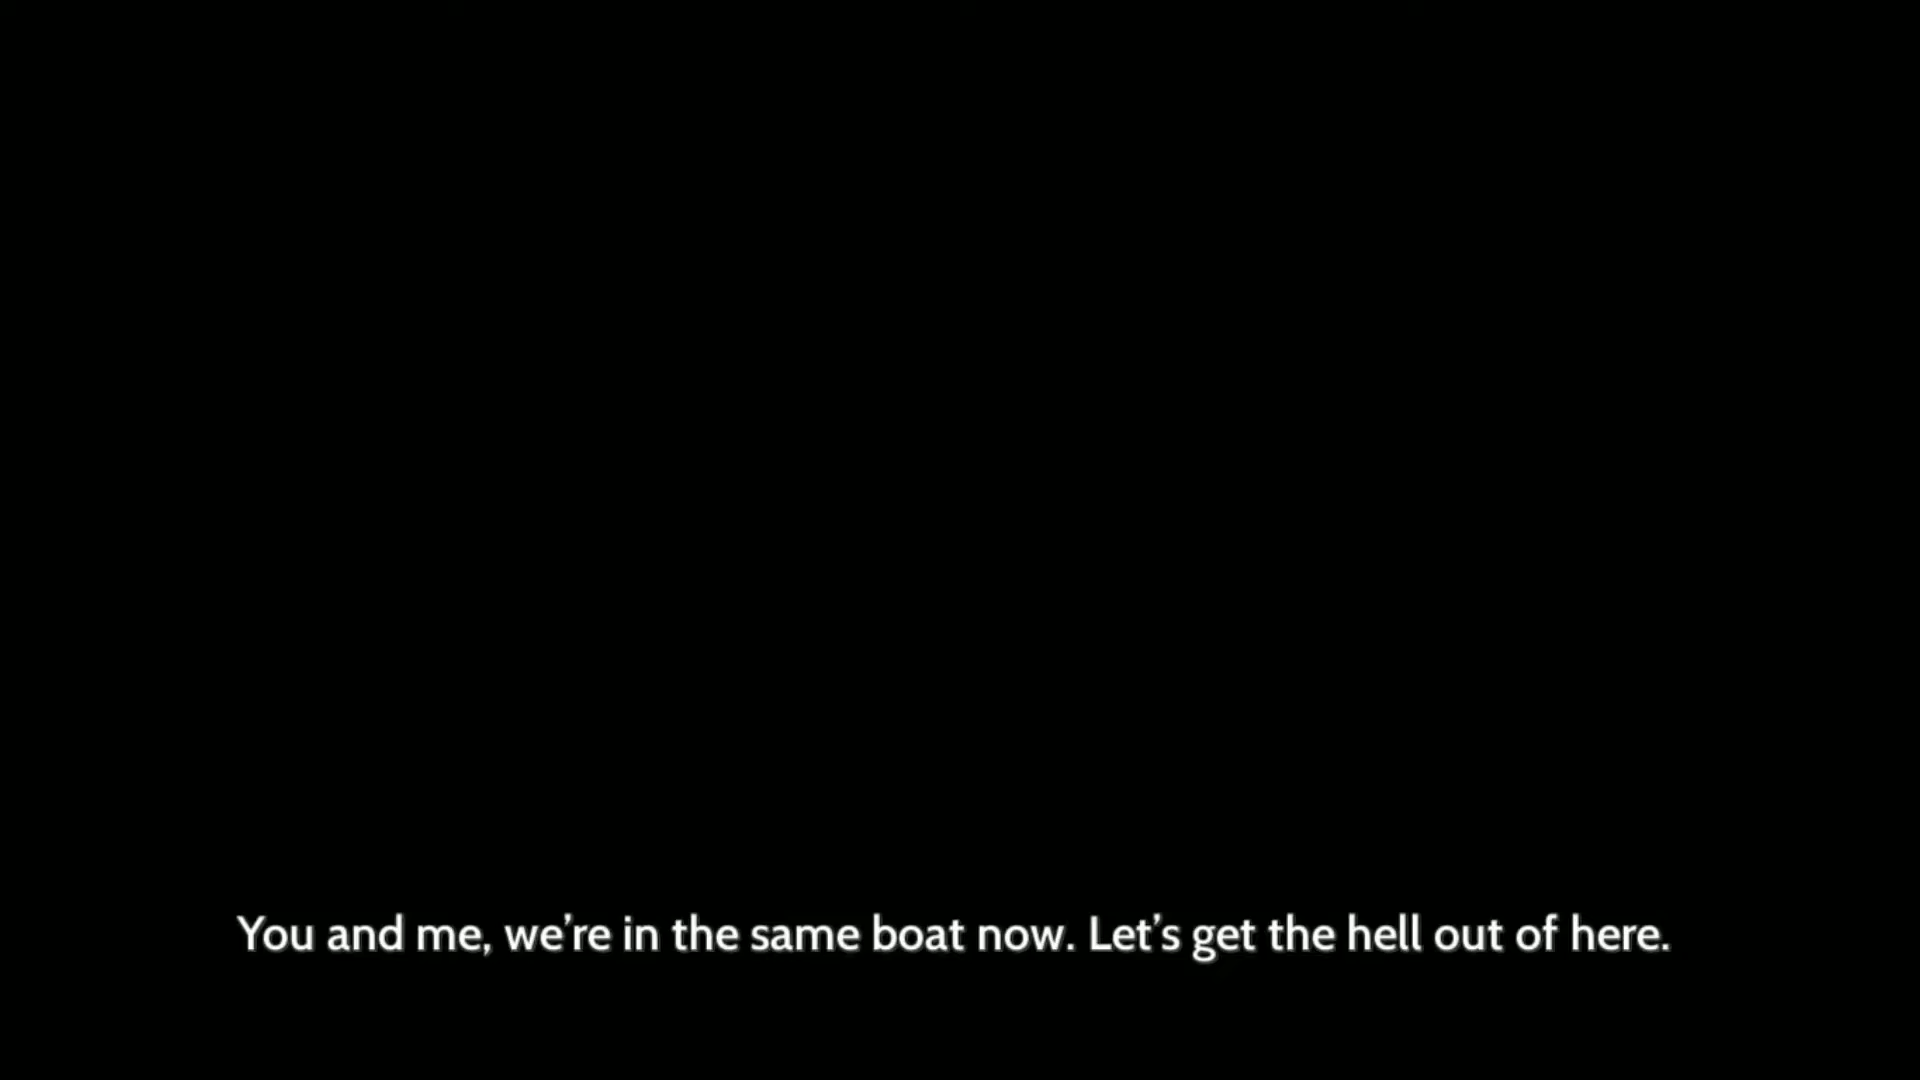 You and me, we’re in the same boat now. Let’s get the hell out of here.